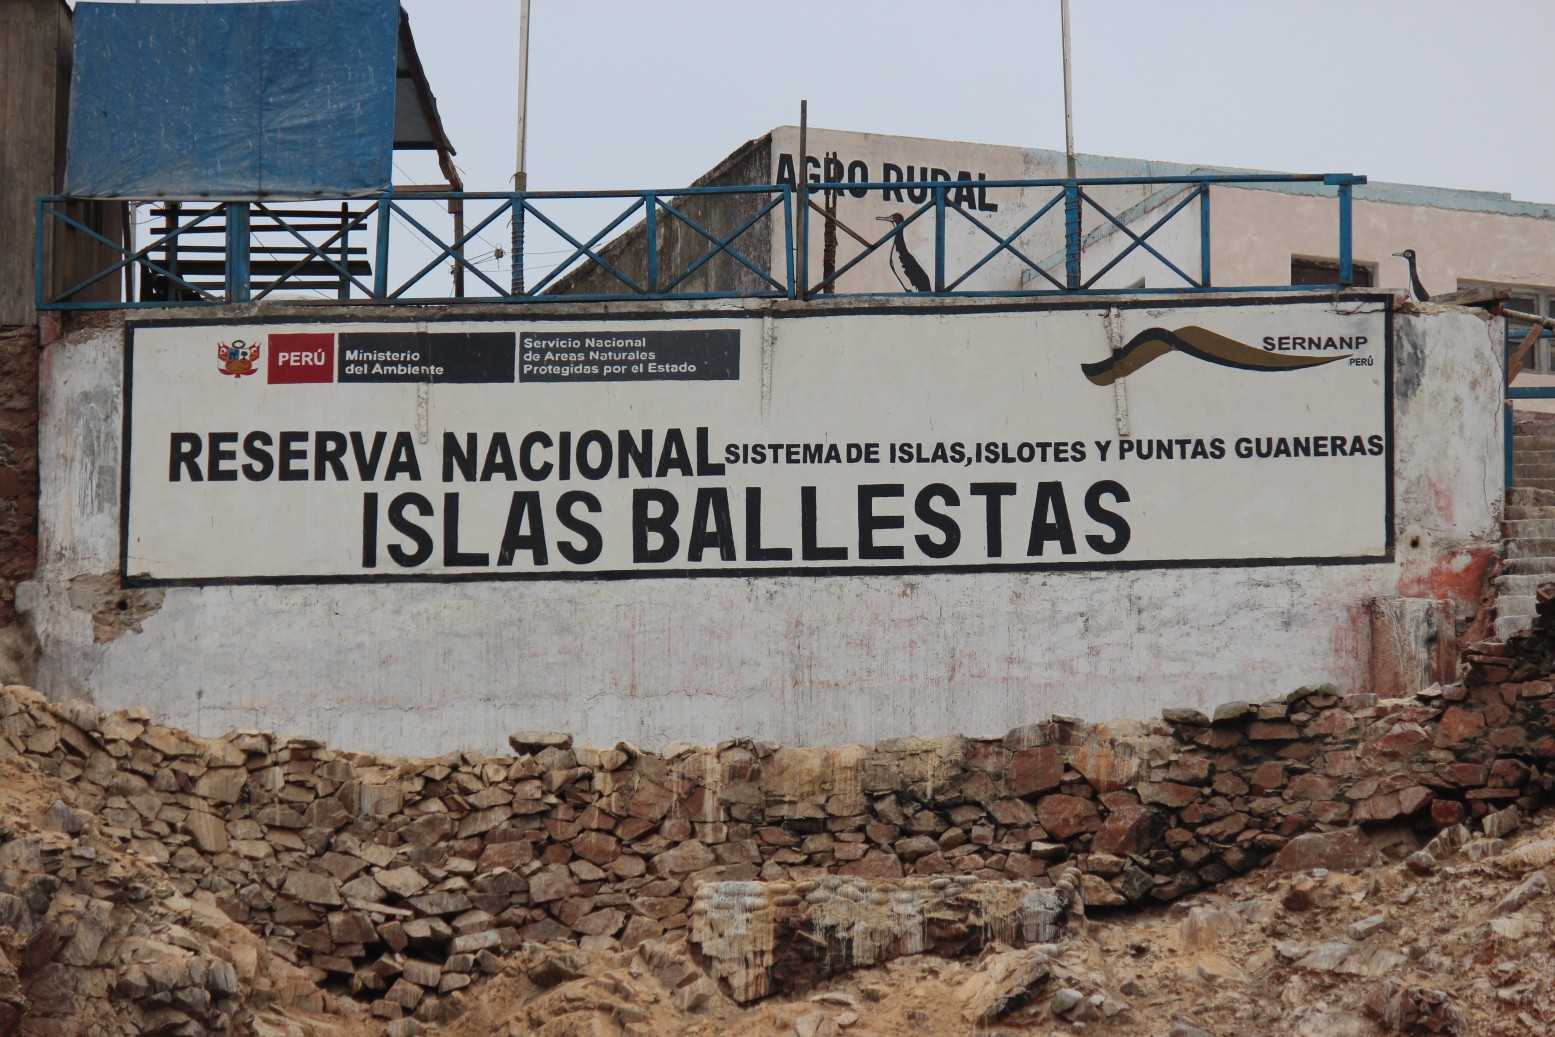 AGRO RURAL
PERÚ
Ministerio
del Ambiente
Servicio Nacional
de Areas Naturales
Protegidas por el Estado
SERNANP
PERÚ
RESERVA NACIONAL SISTEMA DE ISLAS, ISLOTES Y PUNTAS GUANERAS
ISLAS BALLESTAS